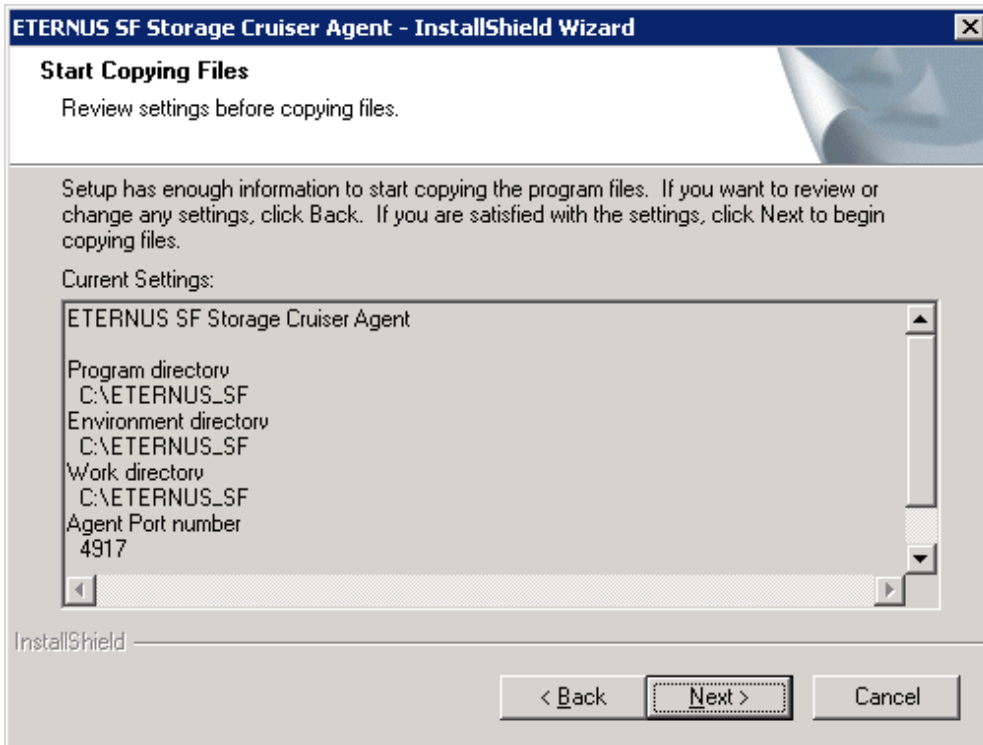 ETERNUS SF Storage Cruiser Agent - InstallShield Wizard
Start Copying Files
Review settings before copying files.
Setup has enough information to start copying the program files.  If you want to review or
change any settings, click Back.  If you are satisfied with the settings, click Next to begin
copying files.
Current Settings:
ETERNUS SF Storage Cruiser Agent
Program directory
C:\ETERNUS_SF
Environment directory
C:\ETERNUS_SF
Work directory
C:\ETERNUS_SF
Agent Port number
4917
InstallShield
< Back
Next >
Cancel